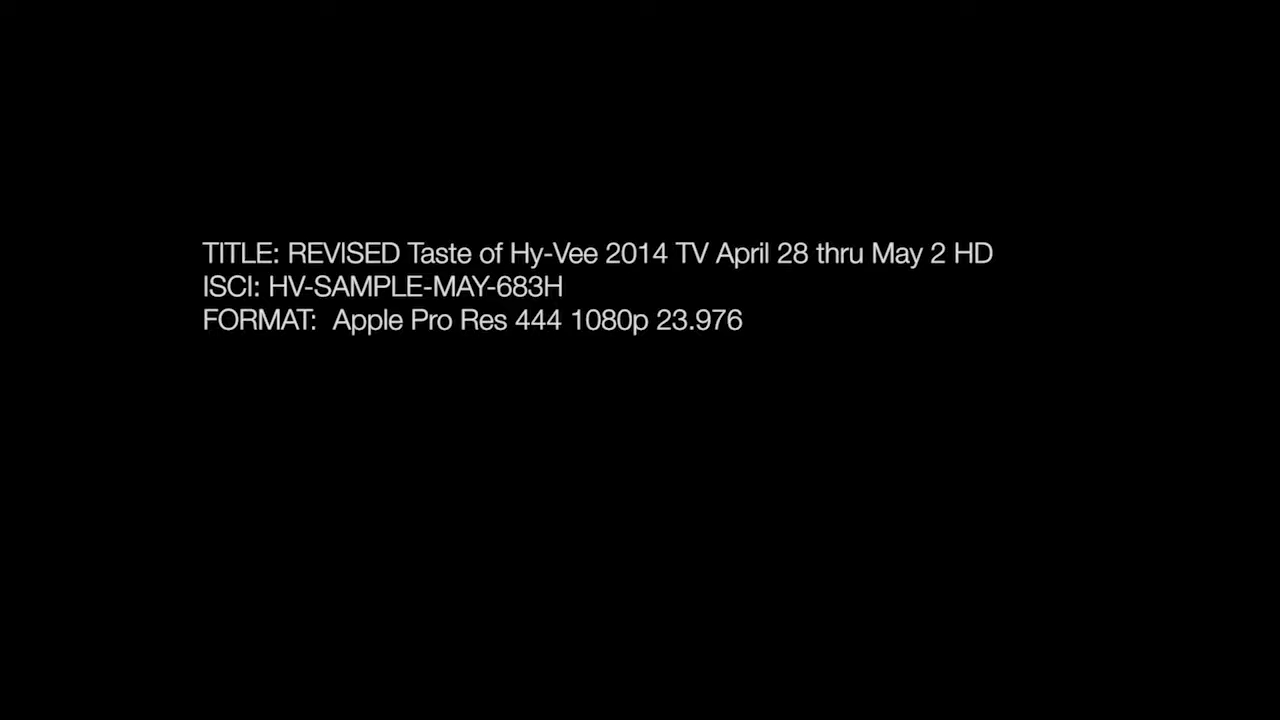 TITLE: REVISED Taste of Hy-Vee 2014 TV April 28 thru May 2 HD
ISCI: HV-SAMPLE-MAY-683H
FORMAT:  Apple Pro Res 444 1080p 23.976